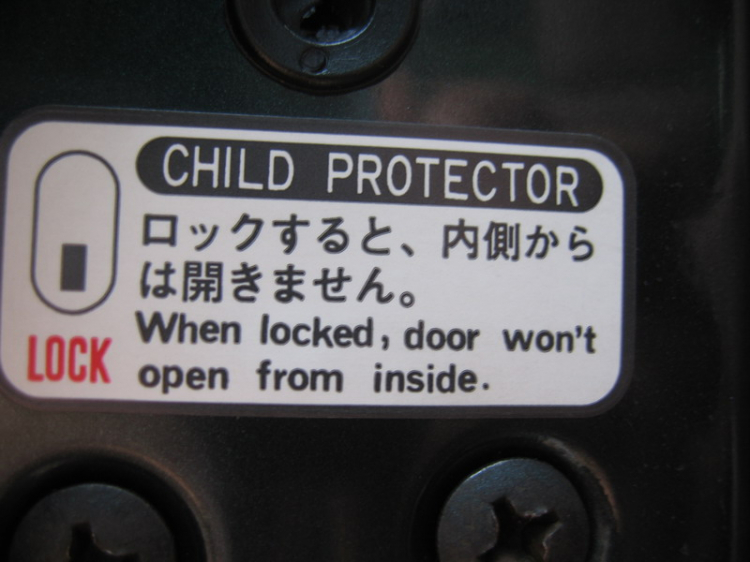 CHILD PROTECTOR
ロックすると、内側から
は開きません。
When locked, door won't
open from inside.
LOCK